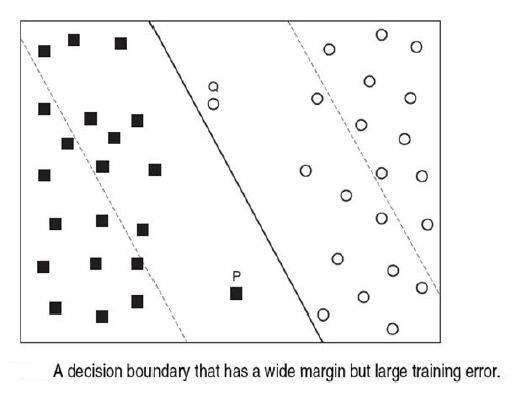 Q
P
A decision boundary that has a wide margin but large training error.